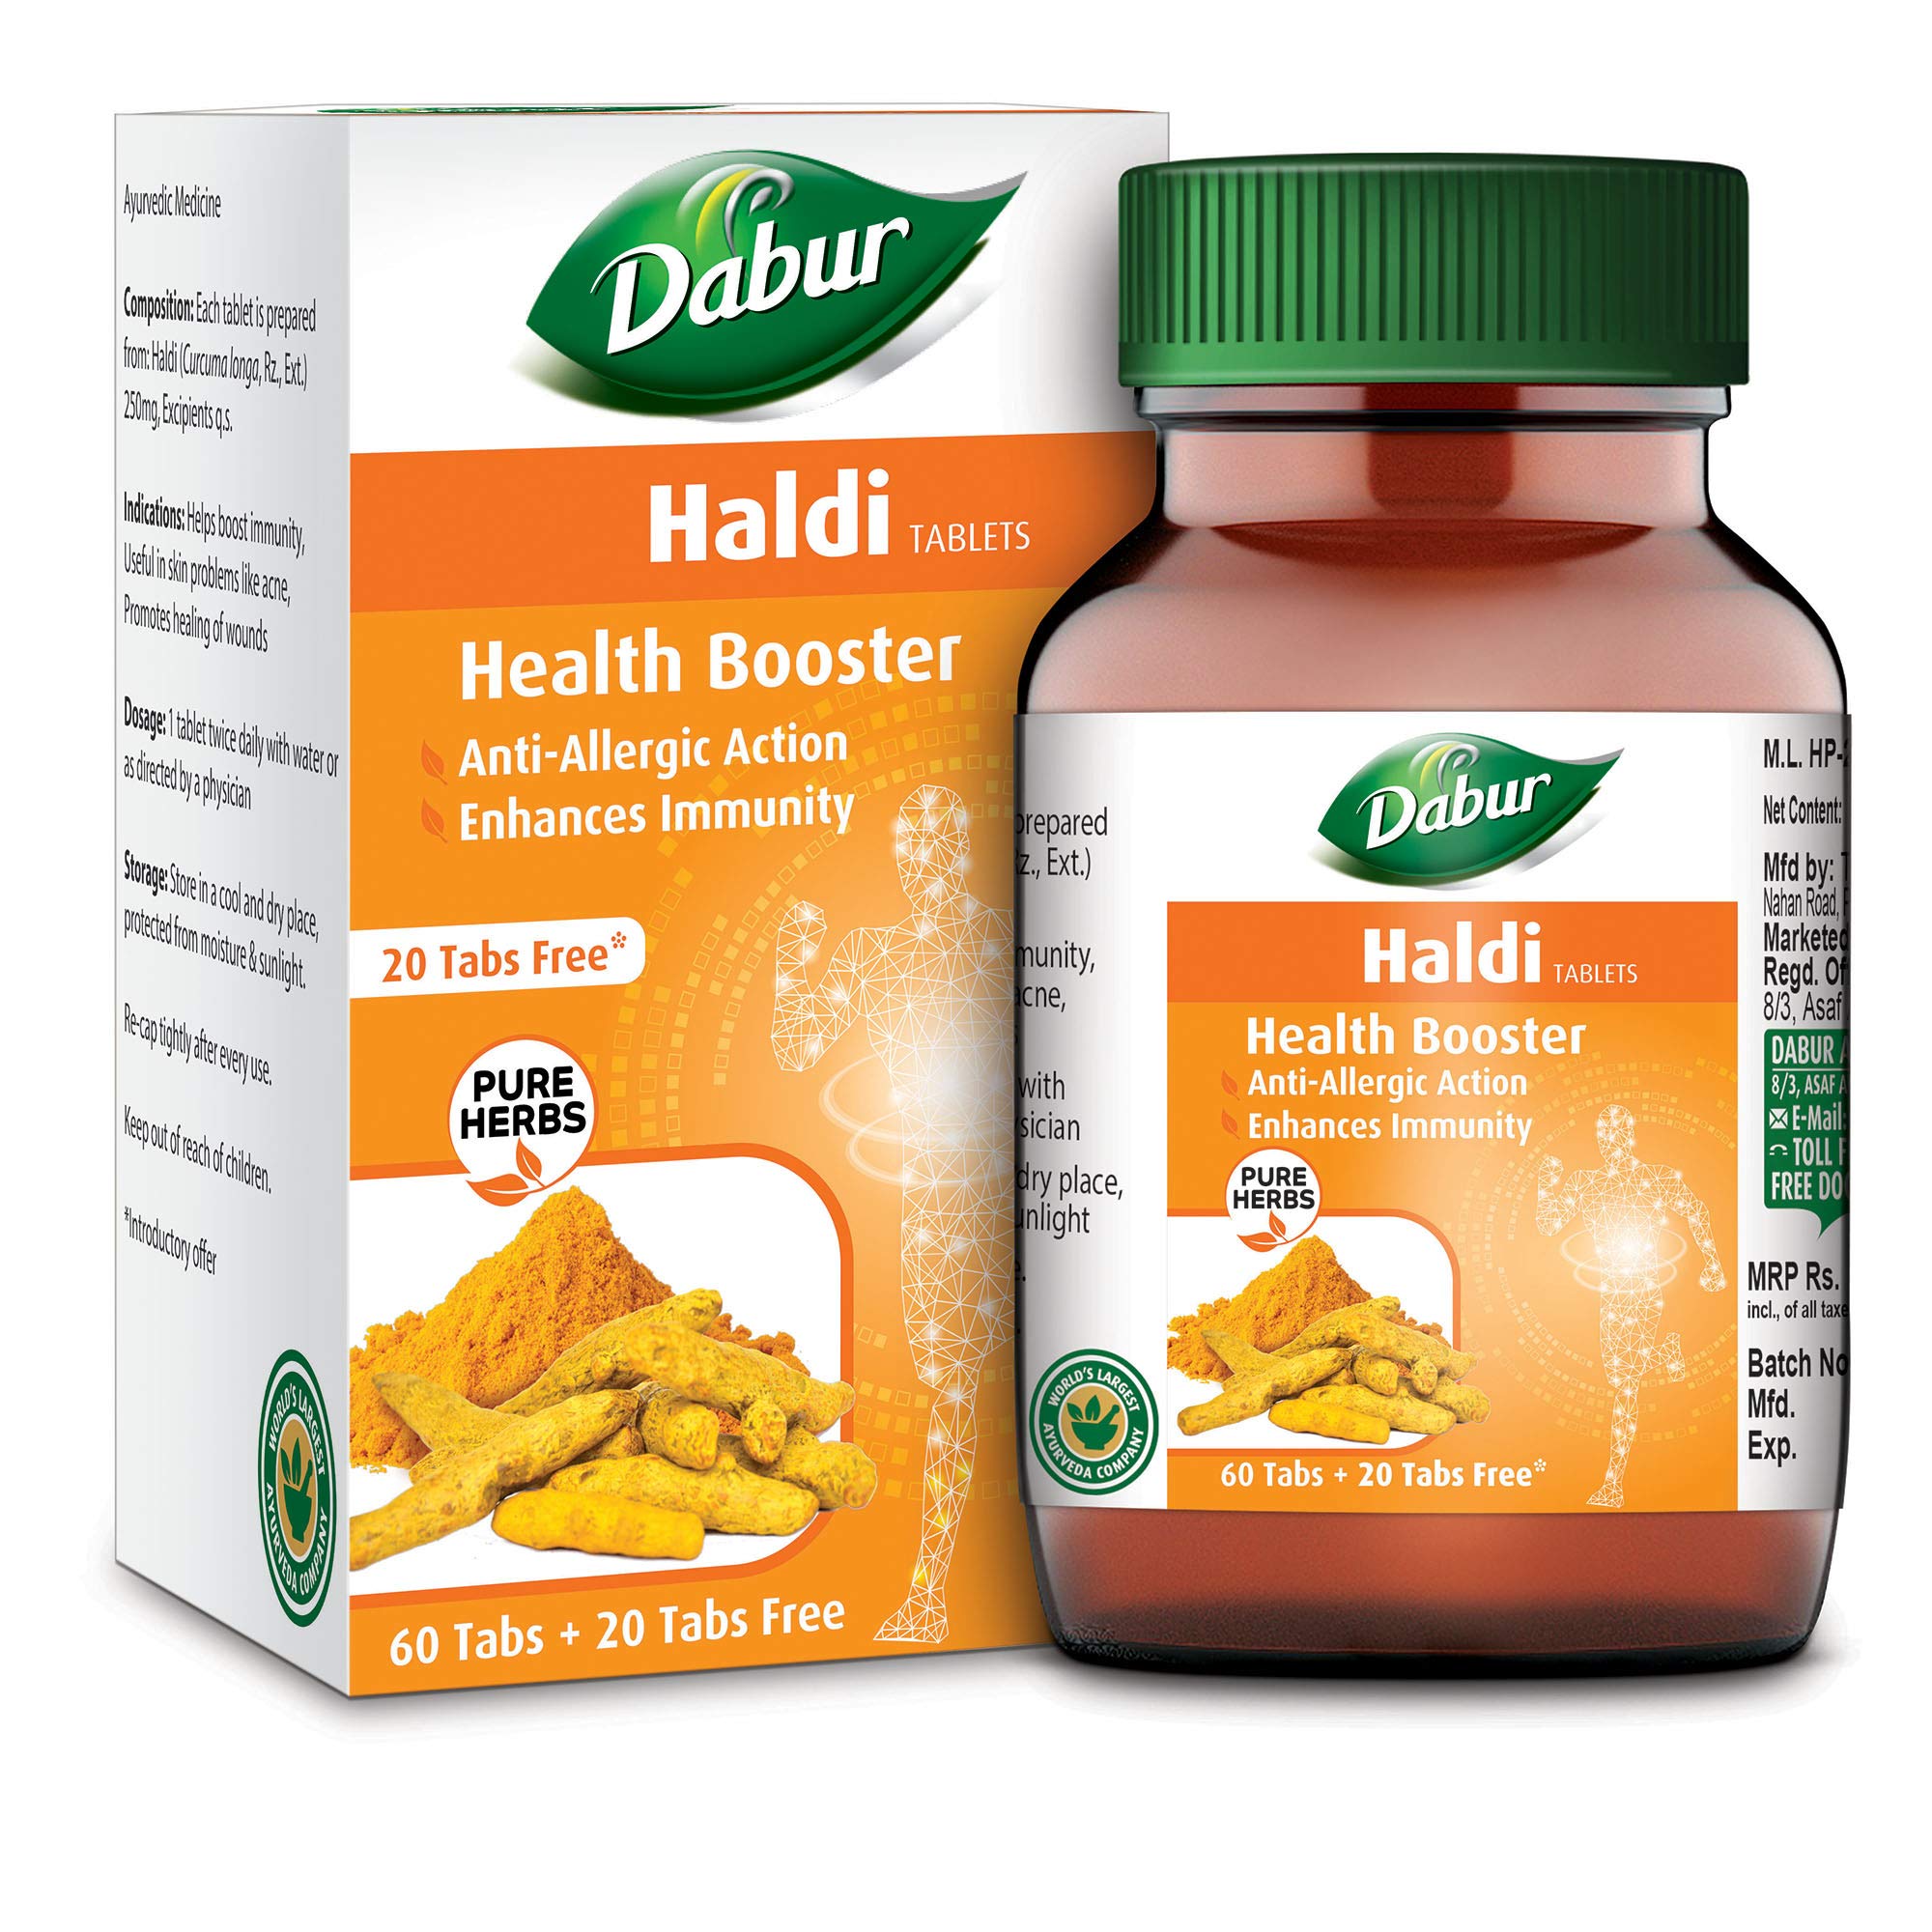 Ayurvedic Medicine
Composition: Each tablet is prepared
from: Haldi (Curcuma longa, Rz., Ext.)
250mg, Excipients q.s.
Indications: Helps boost immunity,
Useful in skin problems like acne,
Promotes healing of wounds
Dosage: 1 tablet twice daily with water or
as directed by a physician
Storage: Store in a cool and dry place,
protected from moisture & sunlight.
Re-cap tightly after every use.
Keep out of reach of children.
*Introductory offer
WORLD'S LARGEST
AYURVEDA COMPANY
Dabur
Haldi TABLETS
Health Booster
Anti-Allergic Action
Enhances Immunity
20 Tabs Free*
PURE
HERBS
60 Tabs + 20 Tabs Free
prepared
Rz., Ext.)
munity,
acne,
with
sician
dry place,
unlight
WORLD'S LARGEST
AYURVEDA COMPANY
Dabur
Haldi TABLETS
Health Booster
Anti-Allergic Action
Enhances Immunity
PURE
HERBS
60 Tabs + 20 Tabs Free*
M.L. HP-
Net Content:
Mfd by:
Nahan Road,
Marketed
Regd. Of
8/3, Asaf
DABUR A
8/3, ASAF A
E-Mail:
TOLL F
FREE DO
MRP Rs.
incl., of all taxe
Batch No
Mfd.
Exp.